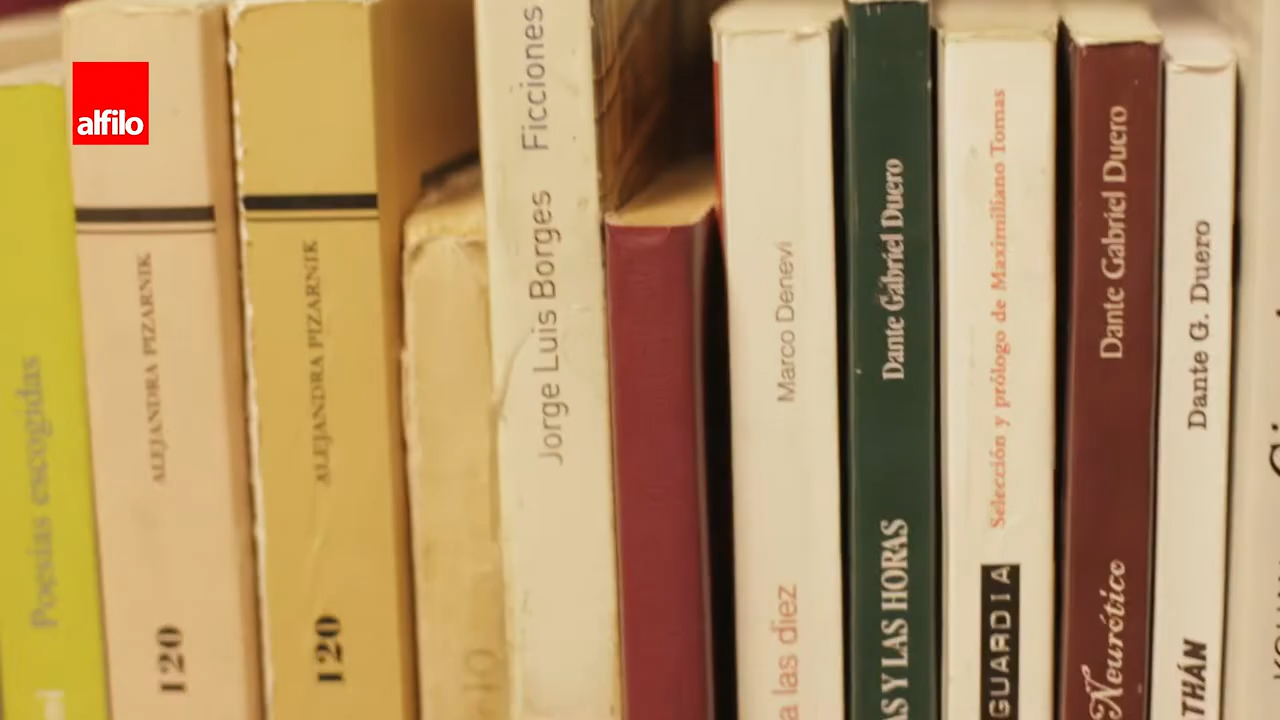 alfilo
Poesías escogidas
ALEJANDRA PIZARNIK
120
ALEJANDRA PIZARNIK
120
Jorge Luis Borges Ficciones
Marco Denevi
a las diez
Dante Gabriel Duero
AS Y LAS HORAS
Selección y prólogo de Maximiliano Tomas
GUARDIA
Dante Gabriel Duero
Neurótico
Dante G. Duero
THÁN